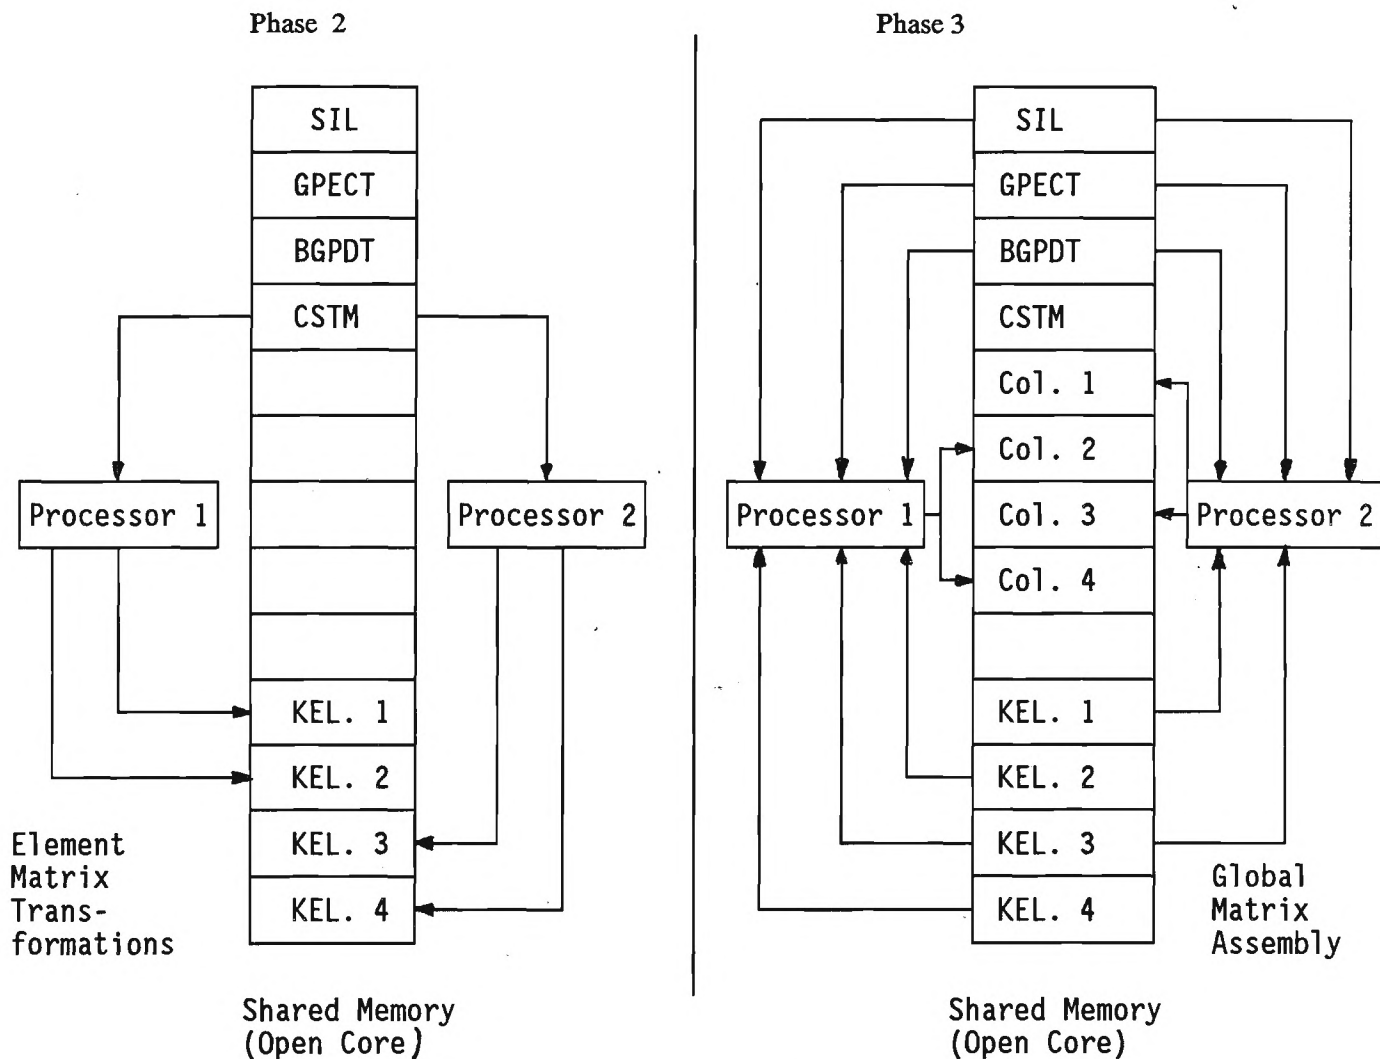 Phase 2
SIL
GPECT
BGPDT
CSTM
Processor 1
Processor 2
KEL. 1
KEL. 2
KEL. 3
KEL. 4
Element
Matrix
Trans-
formations
Shared Memory
(Open Core)
Phase 3
SIL
GPECT
BGPDT
CSTM
Col. 1
Col. 2
Processor 1
Col. 3
Processor 2
Col. 4
KEL. 1
KEL. 2
KEL. 3
KEL. 4
Global
Matrix
Assembly
Shared Memory
(Open Core)